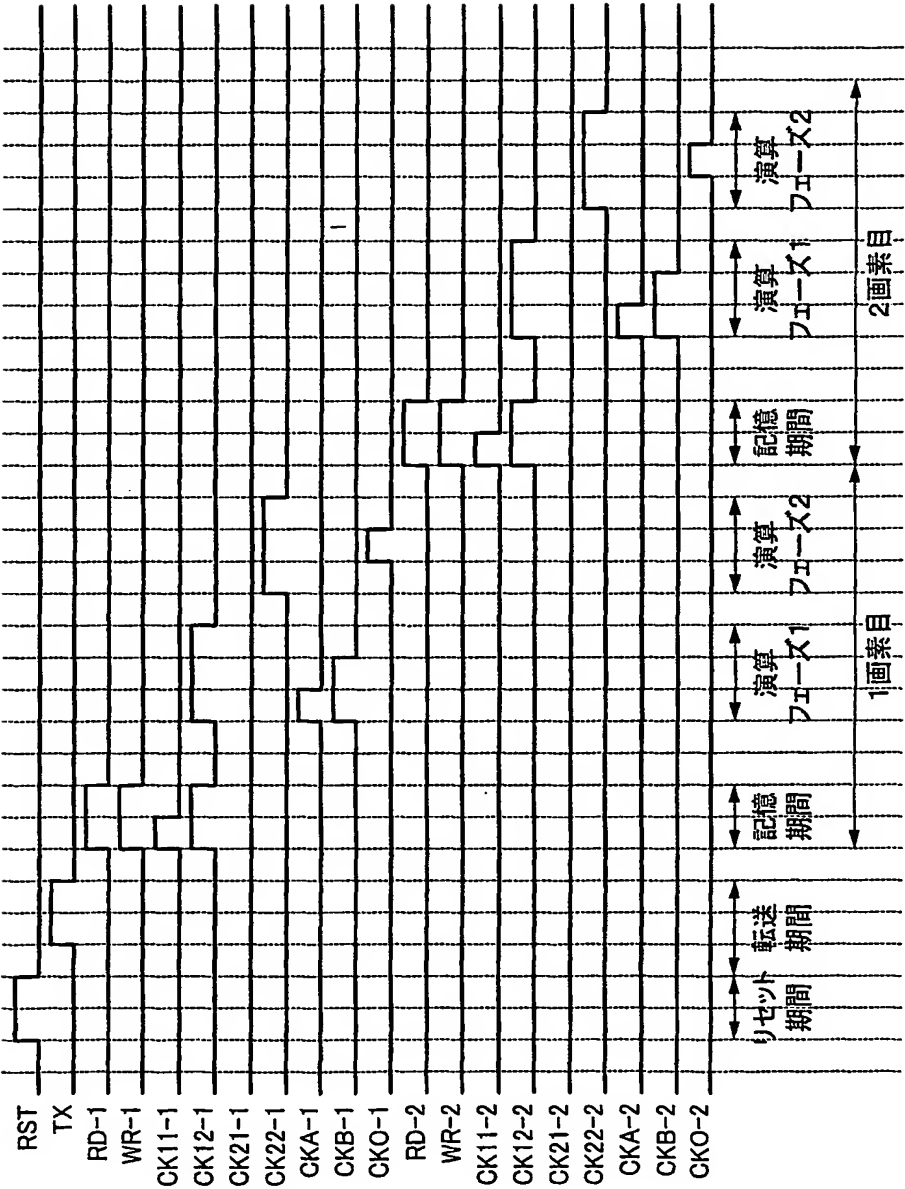 RST
TX
RD-1
WR-1
CK11-1
CK12-1
CK21-1
CK22-1
CKA-1
CKB-1
CKO-1
RD-2
WR-2
CK11-2
CK12-2
CK21-2
CK22-2
CKA-2
CKB-2
CKO-2
リセット
期間
転送
期間
記憶
期間
演算
フェーズ1
演算
フェーズ2
記憶
期間
演算
フェーズ1
演算
フェーズ2
1画素目
2画素目